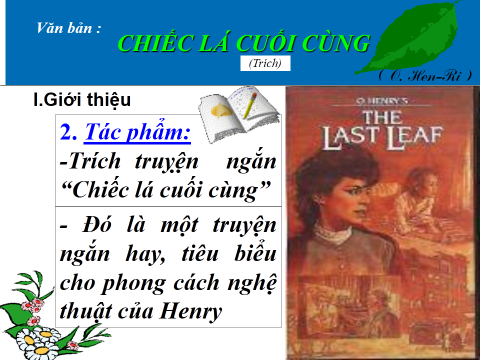 Văn bản :
CHIẾC LÁ CUỐI CÙNG
(Trích)
( O. Hen-Ri )
I.Giới thiệu
2. Tác phẩm:
-Trích truyện ngắn
“Chiếc lá cuối cùng”
- Đó là một truyện
ngắn hay, tiêu biểu
cho phong cách nghệ
thuật của Henry
O. HENRY'S
THE
LAST LEAF